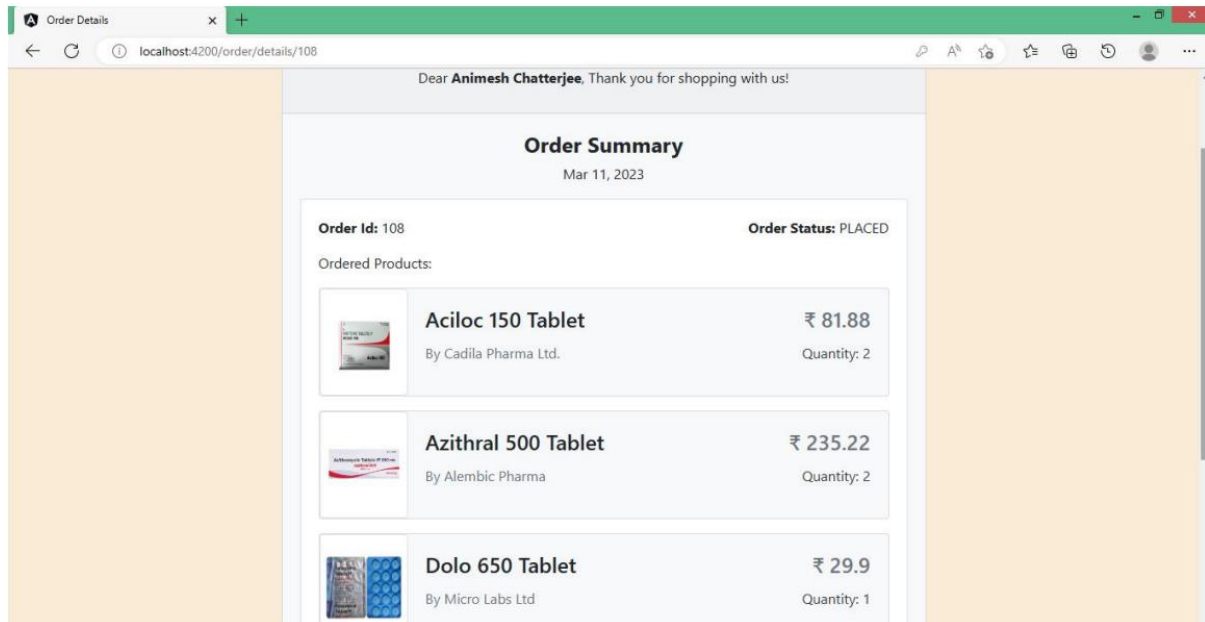 Order Details
localhost:4200/order/details/108
Dear Animesh Chatterjee, Thank you for shopping with us!
Order Summary
Mar 11, 2023
Order Id: 108
Order Status: PLACED
Ordered Products:
Aciloc 150 Tablet
₹ 81.88
By Cadila Pharma Ltd.
Quantity: 2
Azithral 500 Tablet
₹ 235.22
By Alembic Pharma
Quantity: 2
Dolo 650 Tablet
₹ 29.9
By Micro Labs Ltd
Quantity: 1